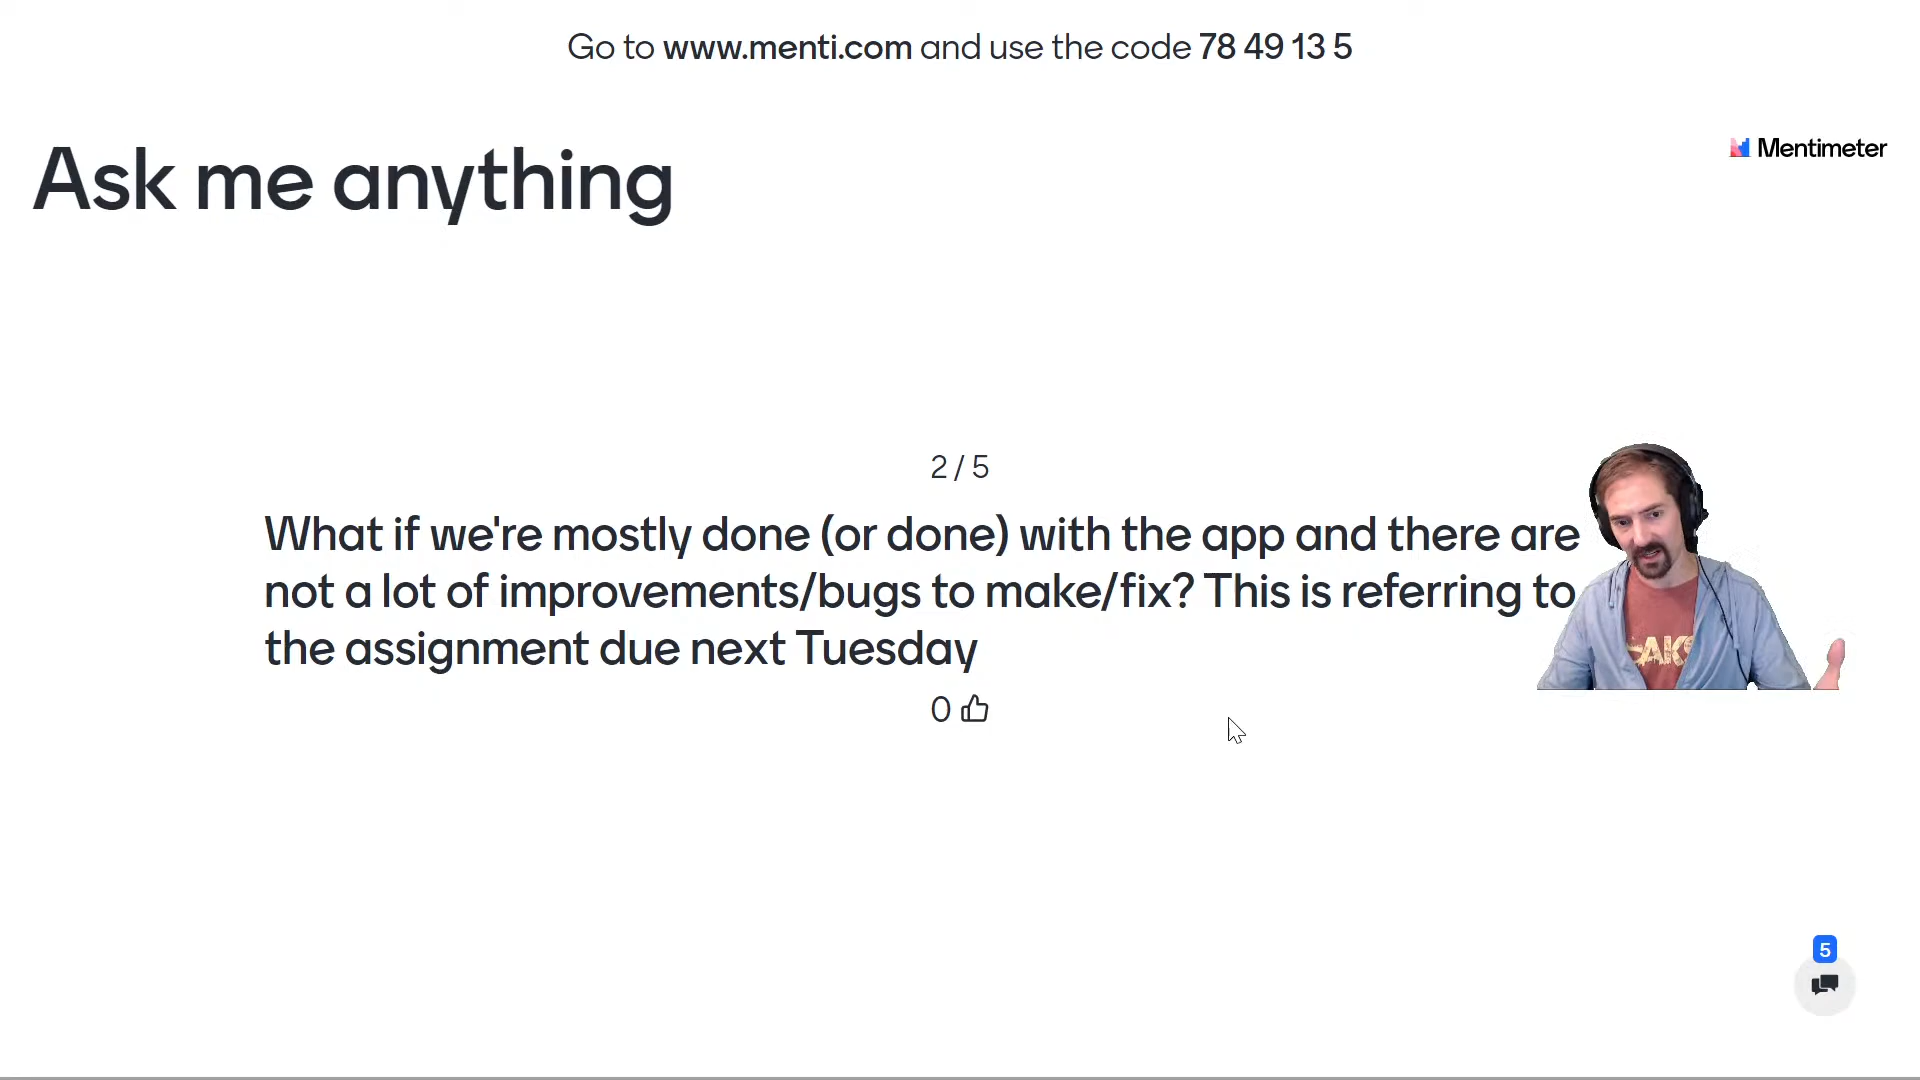 Go to www.menti.com and use the code 78 49 13 5
Mentimeter
Ask me anything
2 / 5
What if we're mostly done (or done) with the app and there are
not a lot of improvements/bugs to make/fix? This is referring to
the assignment due next Tuesday
0
AKS
5